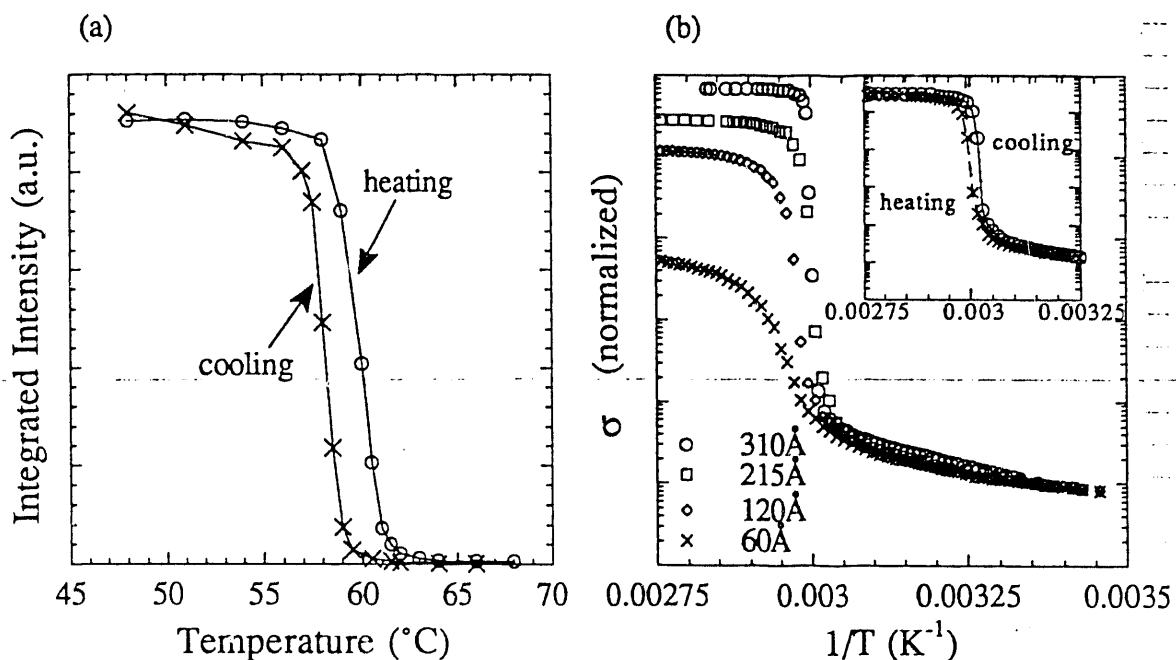 (a)
Integrated Intensity (a.u.)
heating
cooling
45 50 55 60 65 70
Temperature (°C)
(b)
σ (normalized)
cooling
heating
0.00275 0.003 0.00325
310Å
215Å
120Å
60Å
0.00275 0.003 0.00325 0.0035
1/T (K⁻¹)